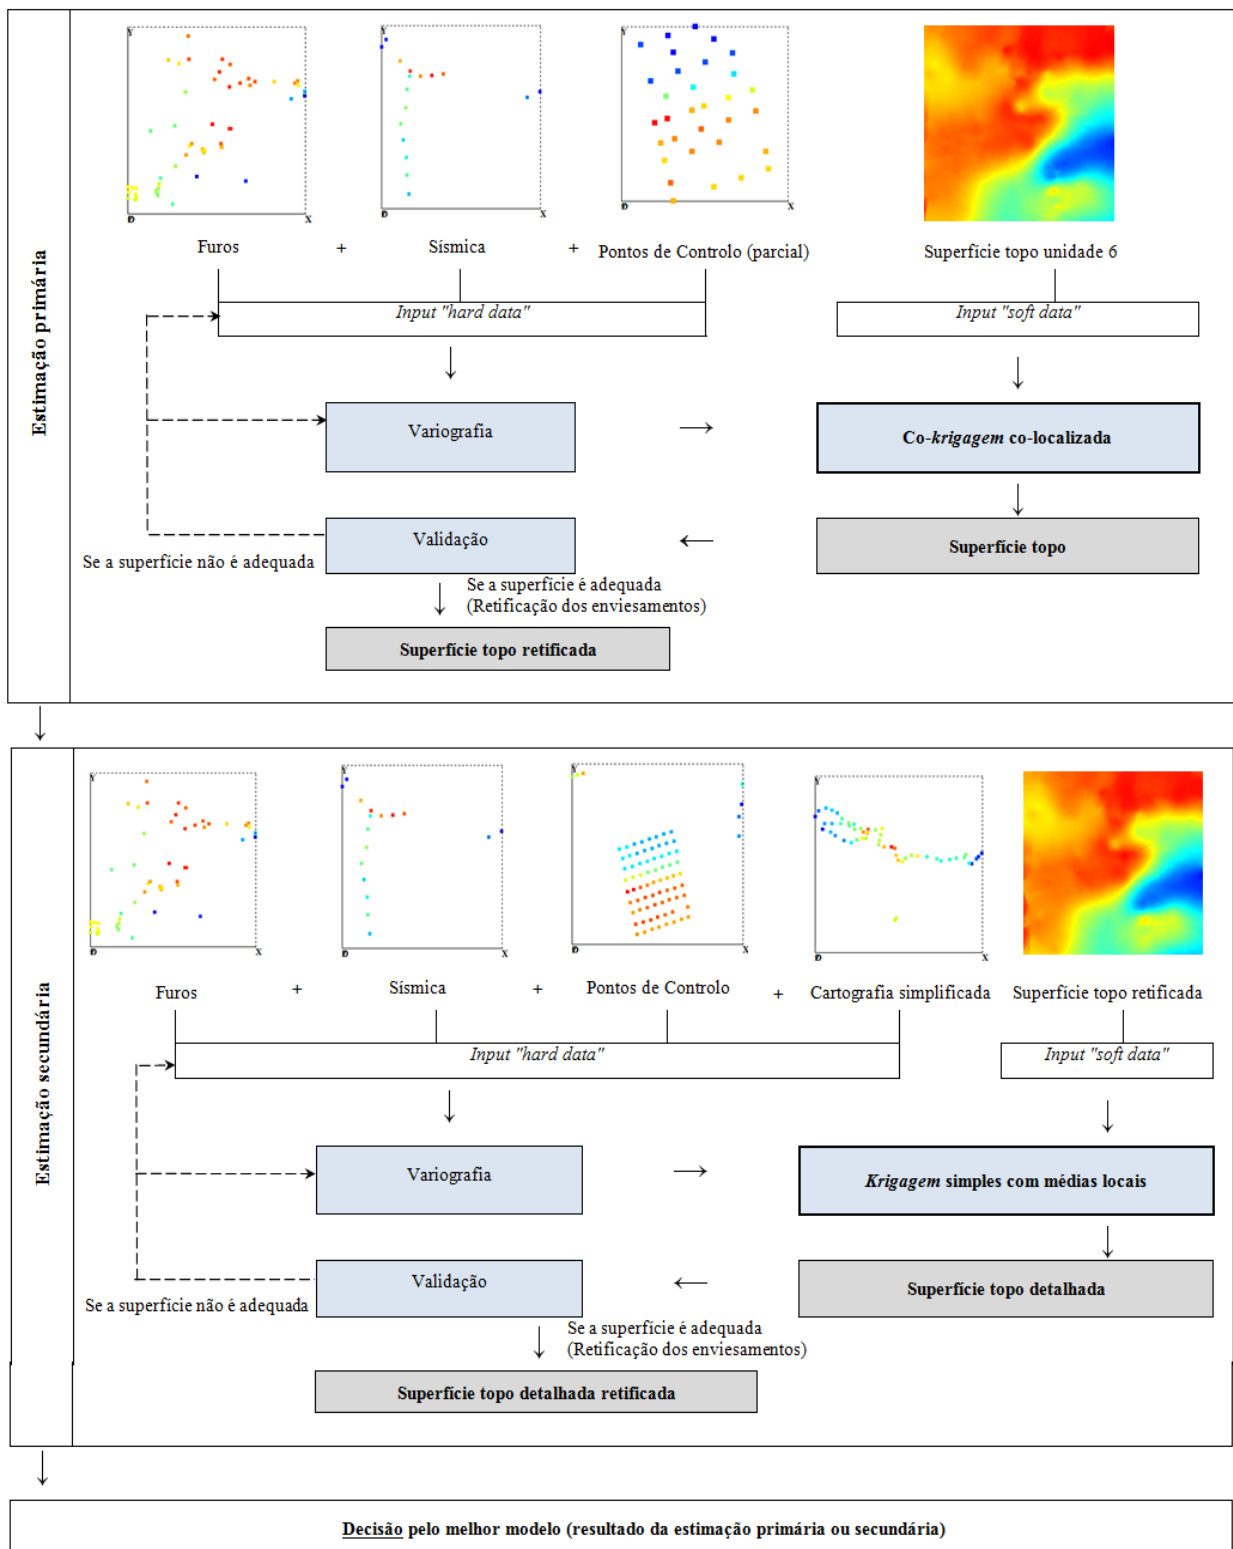 Estimação primária
Y
X
Y
X
Y
X
Furos + Sísmica + Pontos de Controlo (parcial) Superfície topo unidade 6
Input "hard data" Input "soft data"
Variografia Co-krigagem co-localizada
Validação Superfície topo
Se a superfície não é adequada
Se a superfície é adequada
(Retificação dos enviesamentos)
Superfície topo retificada
Estimação secundária
Y
X
Y
X
Y
X
Y
X
Furos + Sísmica + Pontos de Controlo + Cartografia simplificada Superfície topo retificada
Input "hard data" Input "soft data"
Variografia Krigagem simples com médias locais
Validação Superfície topo detalhada
Se a superfície não é adequada
Se a superfície é adequada
(Retificação dos enviesamentos)
Superfície topo detalhada retificada
Decisão pelo melhor modelo (resultado da estimação primária ou secundária)